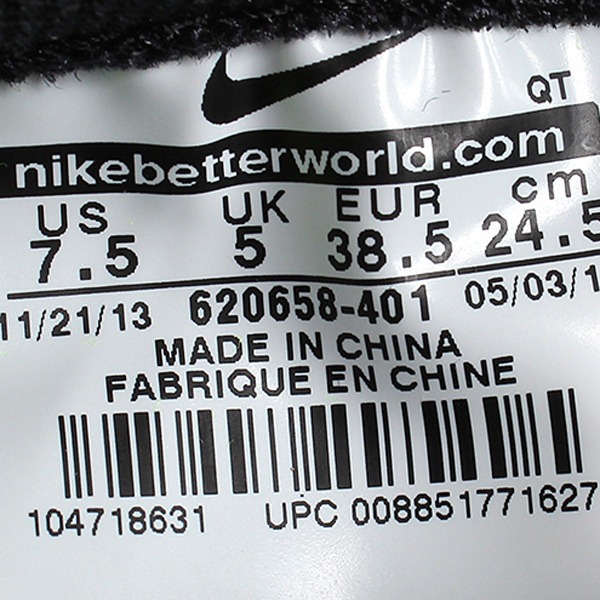 QT
nikebetterworld.com
US UK EUR cm
7.5 5 38.5 24.5
11/21/13 620658-401 05/03/1
MADE IN CHINA
FABRIQUE EN CHINE
104718631 UPC 008851771627